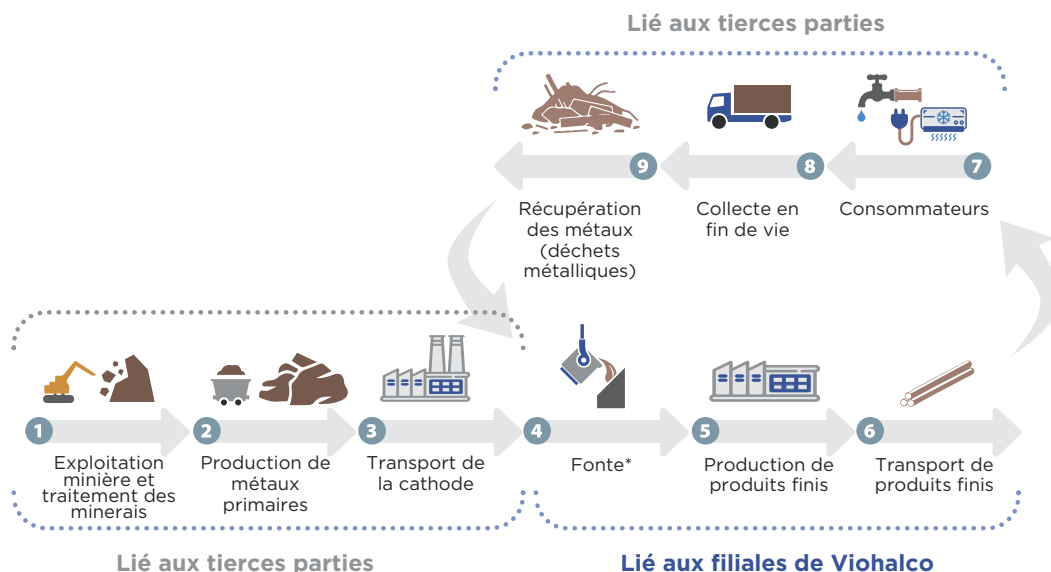 Lié aux tierces parties
9
8
7
Récupération
des métaux
(déchets
métalliques)
Collecte en
fin de vie
Consommateurs
1
2
3
4
5
6
Exploitation
minière et
traitement des
minerais
Production de
métaux
primaires
Transport de
la cathode
Fonte*
Production de
produits finis
Transport de
produits finis
Lié aux tierces parties
Lié aux filiales de Viohalco